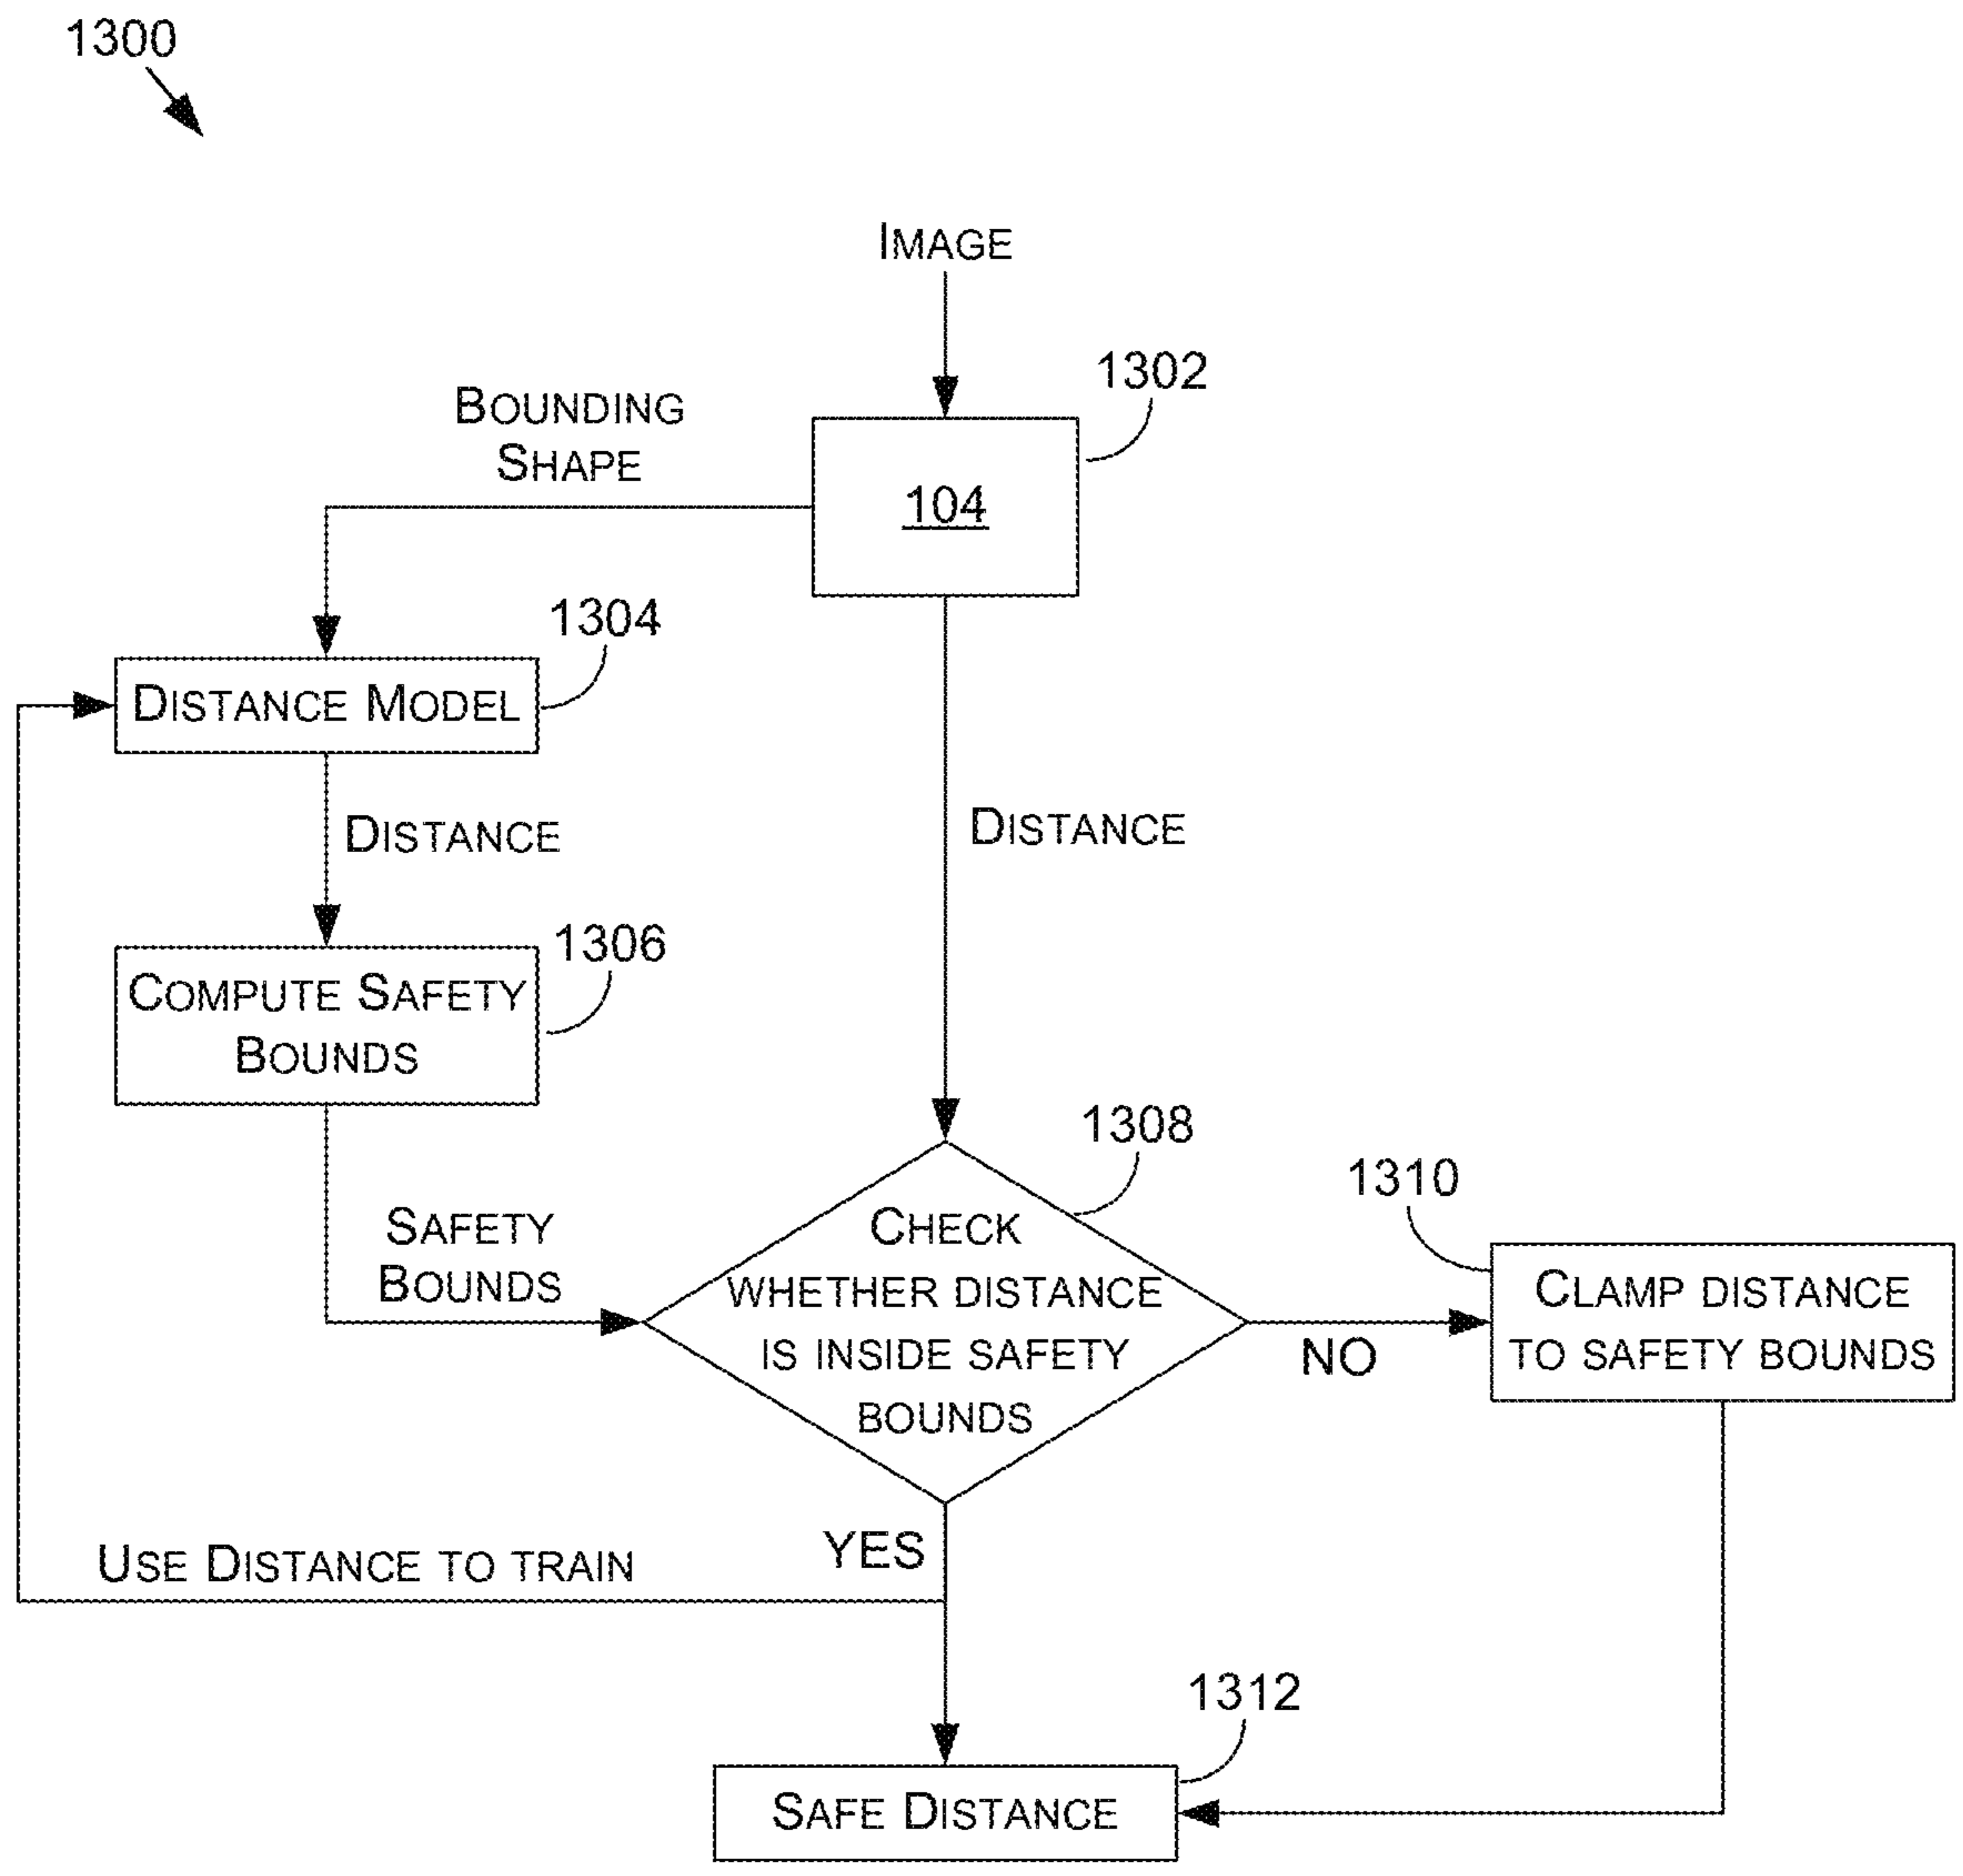 1300
IMAGE
1302
BOUNDING
SHAPE
104
1304
DISTANCE MODEL
DISTANCE
DISTANCE
1306
COMPUTE SAFETY
BOUNDS
1308
1310
SAFETY
BOUNDS
CHECK
WHETHER DISTANCE
IS INSIDE SAFETY
BOUNDS
NO
CLAMP DISTANCE
TO SAFETY BOUNDS
YES
USE DISTANCE TO TRAIN
1312
SAFE DISTANCE